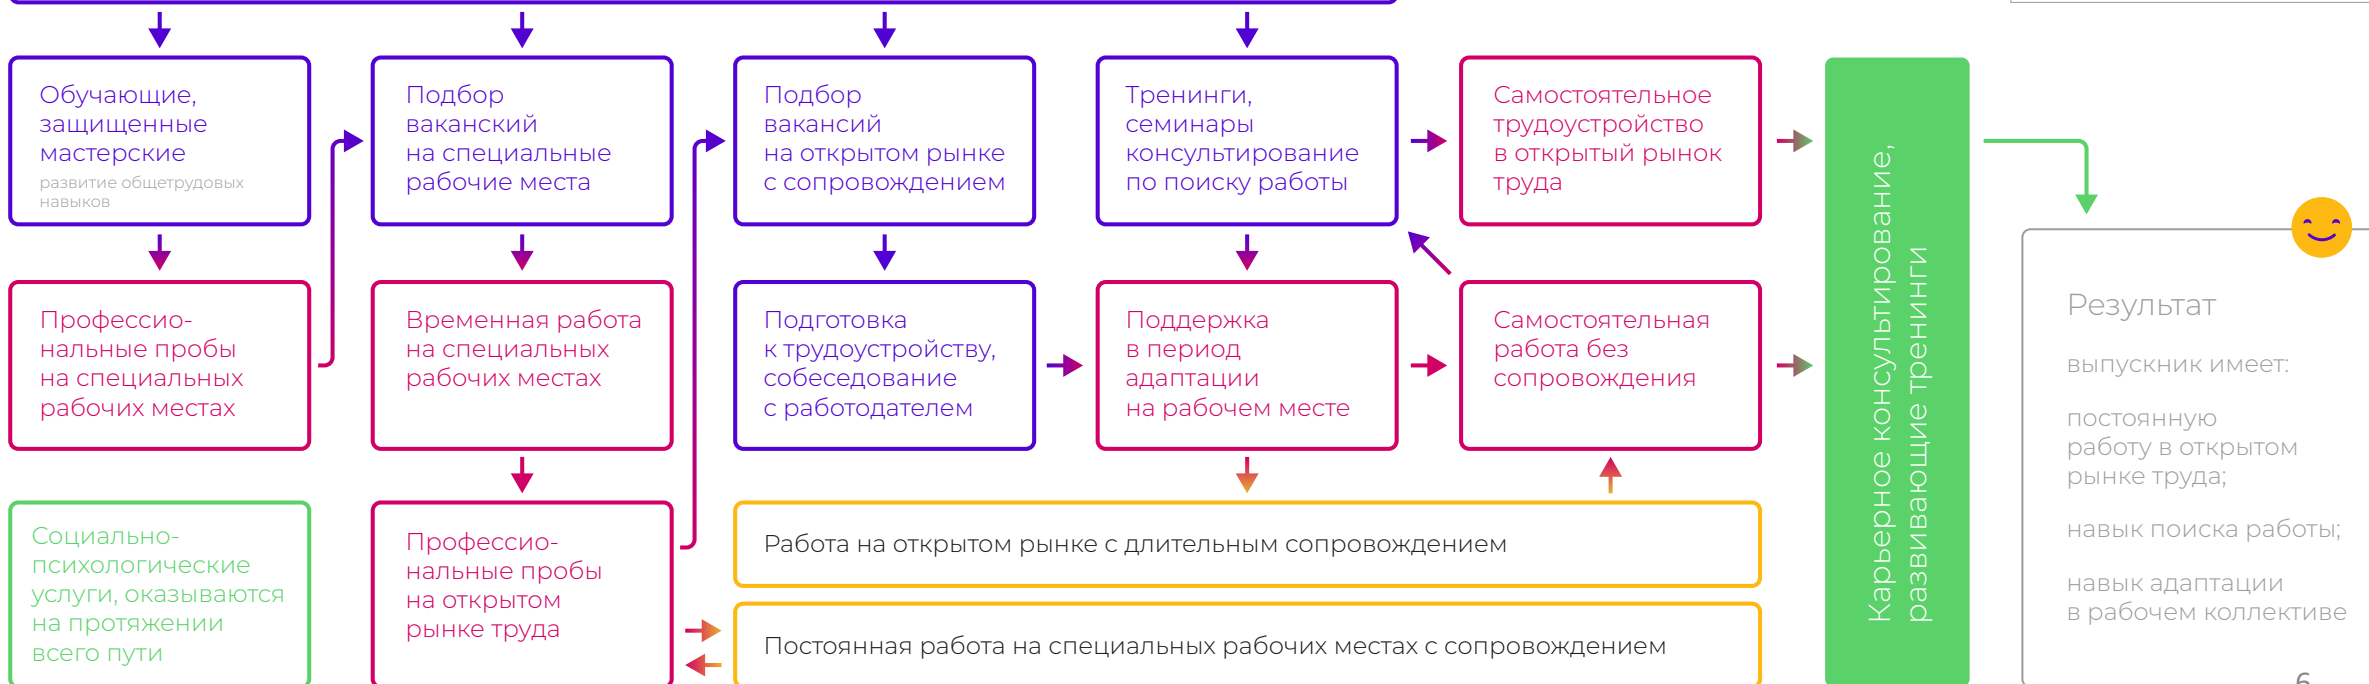 Обучающие,
защищенные
мастерские
развитие общетрудовых
навыков
Подбор
ваканский
на специальные
рабочие места
Подбор
вакансий
на открытом рынке
с сопровождением
Тренинги,
семинары
консультирование
по поиску работы
Самостоятельное
трудоустройство
в открытый рынок
труда
Профессио-
нальные пробы
на специальных
рабочих местах
Временная работа
на специальных
рабочих местах
Подготовка
к трудоустройству,
собеседование
с работодателем
Поддержка
в период
адаптации
на рабочем месте
Самостоятельная
работа без
сопровождения
Социально-
психологические
услуги, оказываются
на протяжении
всего пути
Профессио-
нальные пробы
на открытом
рынке труда
Работа на открытом рынке с длительным сопровождением
Постоянная работа на специальных рабочих местах с сопровождением
Карьерное консультирование,
развивающие тренинги
Результат
выпускник имеет:
постоянную
работу в открытом
рынке труда;
навык поиска работы;
навык адаптации
в рабочем коллективе
6